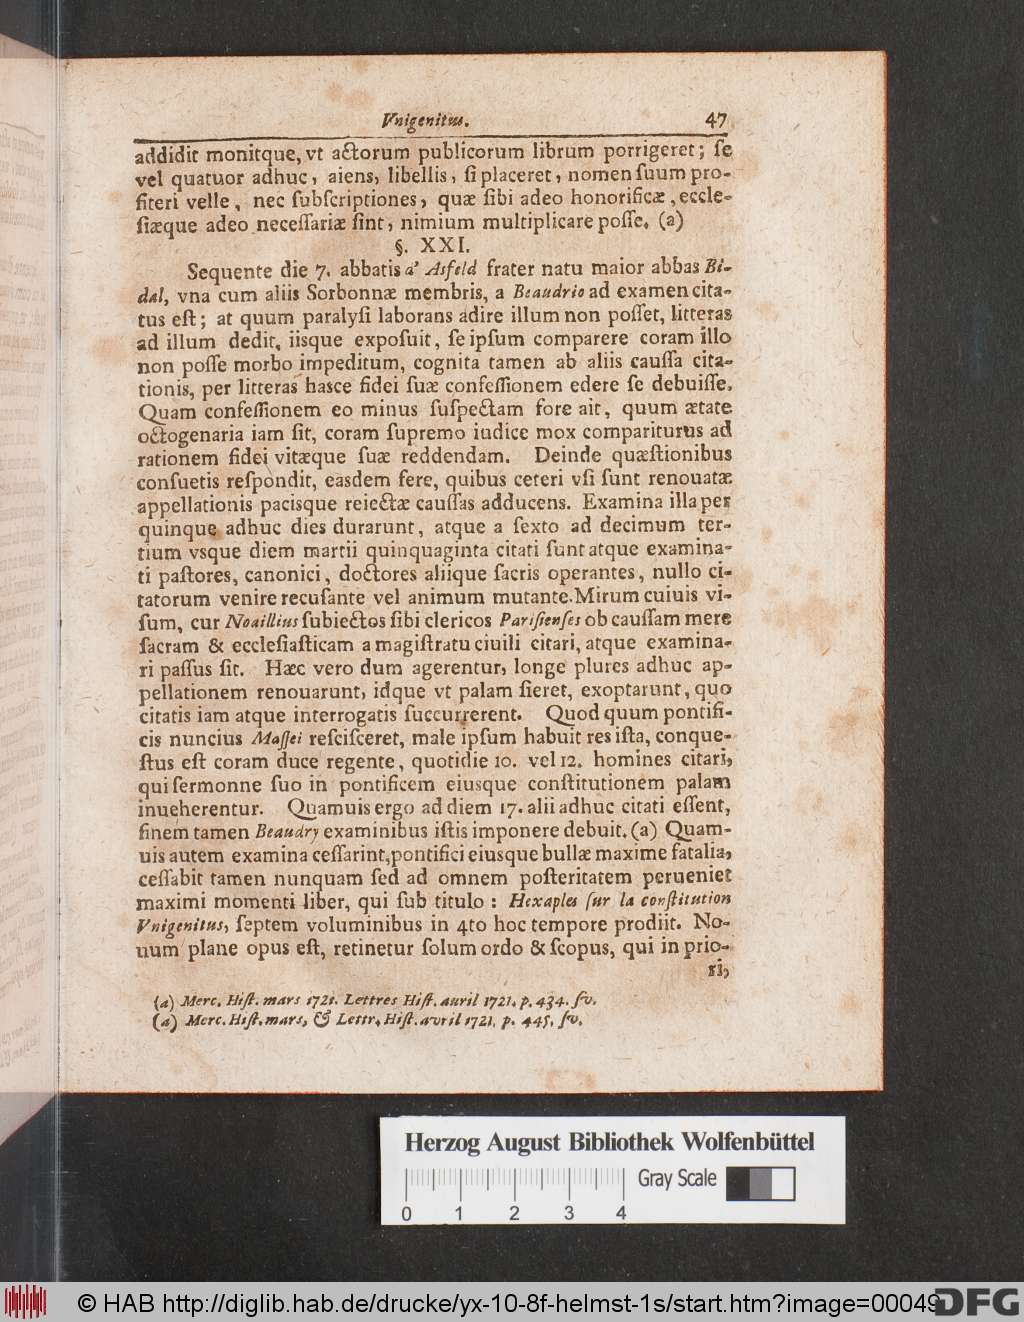 Vnigenitus. 47
addidit monitque, vt actorum publicorum librum porrigeret; ſe
vel quatuor adhuc, aiens, libellis, ſi placeret, nomen ſuum pro-
fiteri velle, nec ſubſcriptiones, quæ ſibi adeo honorificæ, eccle-
ſiæque adeo neceſſariæ ſint, nimium multiplicare poſſe. (a)
§. XXI.
Sequente die 7. abbatis a' Asfeld frater natu maior abbas Bi-
dal, vna cum aliis Sorbonnæ membris, a Beaudrio ad examen cita-
tus eſt; at quum paralyſi laborans adire illum non poſſet, litteras
ad illum dedit, iisque expoſuit, ſe ipſum comparere coram illo
non poſſe morbo impeditum, cognita tamen ab aliis cauſſa cita-
tionis, per litteras hasce fidei ſuæ confeſſionem edere ſe debuiſſe.
Quam confeſſionem eo minus ſuſpectam fore ait, quum ætate
octogenaria iam ſit, coram ſupremo iudice mox compariturus ad
rationem fidei vitæque ſuæ reddendam. Deinde quæſtionibus
conſuetis reſpondit, easdem fere, quibus ceteri vſi ſunt renouatæ
appellationis pacisque reiectæ cauſſas adducens. Examina illa per
quinque adhuc dies durarunt, atque a ſexto ad decimum ter-
tium vsque diem martii quinquaginta citati ſunt atque examina-
ti paſtores, canonici, doctores aliique ſacris operantes, nullo ci-
tatorum venire recuſante vel animum mutante. Mirum cuiuis vi-
ſum, cur Noaillius ſubiectos ſibi clericos Pariſienſes ob cauſſam mere
ſacram & eccleſiaſticam a magiſtratu ciuili citari, atque examina-
ri paſſus ſit. Hæc vero dum agerentur, longe plures adhuc ap-
pellationem renouarunt, idque vt palam fieret, exoptarunt, quo
citatis iam atque interrogatis ſuccurrerent. Quod quum pontifi-
cis nuncius Maſſei reſciſceret, male ipſum habuit res iſta, conque-
ſtus eſt coram duce regente, quotidie 10. vel 12. homines citari,
qui ſermonne ſuo in pontificem eiusque conſtitutionem palam
inueherentur. Quamuis ergo ad diem 17. alii adhuc citati eſſent,
finem tamen Beaudry examinibus iſtis imponere debuit. (a) Quam-
uis autem examina ceſſarint, pontifici eiusque bullæ maxime fatalia,
ceſſabit tamen nunquam ſed ad omnem poſteritatem perueniet
maximi momenti liber, qui ſub titulo: Hexaples ſur la conſtitution
Vnigenitus, ſeptem voluminibus in 4to hoc tempore prodiit. No-
uum plane opus eſt, retinetur ſolum ordo & ſcopus, qui in prio-
ri,
(a) Merc. Hiſt. mars 1721. Lettres Hiſt. auril 1721. p. 434. ſv.
(a) Merc. Hiſt. mars, & Lettr. Hiſt. avril 1721. p. 445. ſv.
Herzog August Bibliothek Wolfenbüttel
Gray Scale
0 1 2 3 4
© HAB http://diglib.hab.de/drucke/yx-10-8f-helmst-1s/start.htm?image=00049
DFG